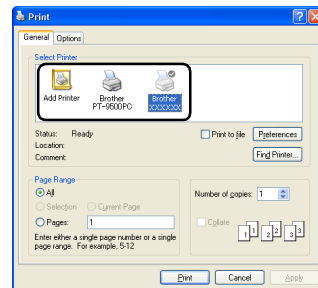 Print
General Options
Select Printer
Add Printer Brother PT-9500PC Brother XXXXXX
Status: Ready
Location:
Comment:
Print to file Preferences
Find Printer...
Page Range
All
Selection Current Page
Pages: 1
Enter either a single page number or a single
page range. For example, 5-12
Number of copies: 1
Collate
1 1 2 2 3 3
Print Cancel Apply